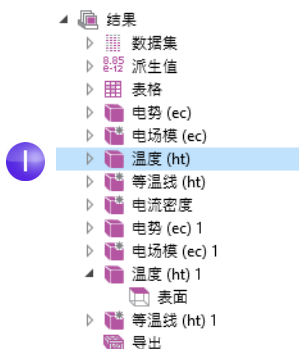 结果
数据集
8.85
e-12 派生值
表格
电势 (ec)
电场模 (ec)
I
温度 (ht)
等温线 (ht)
电流密度
电势 (ec) 1
电场模 (ec) 1
温度 (ht) 1
表面
等温线 (ht) 1
导出